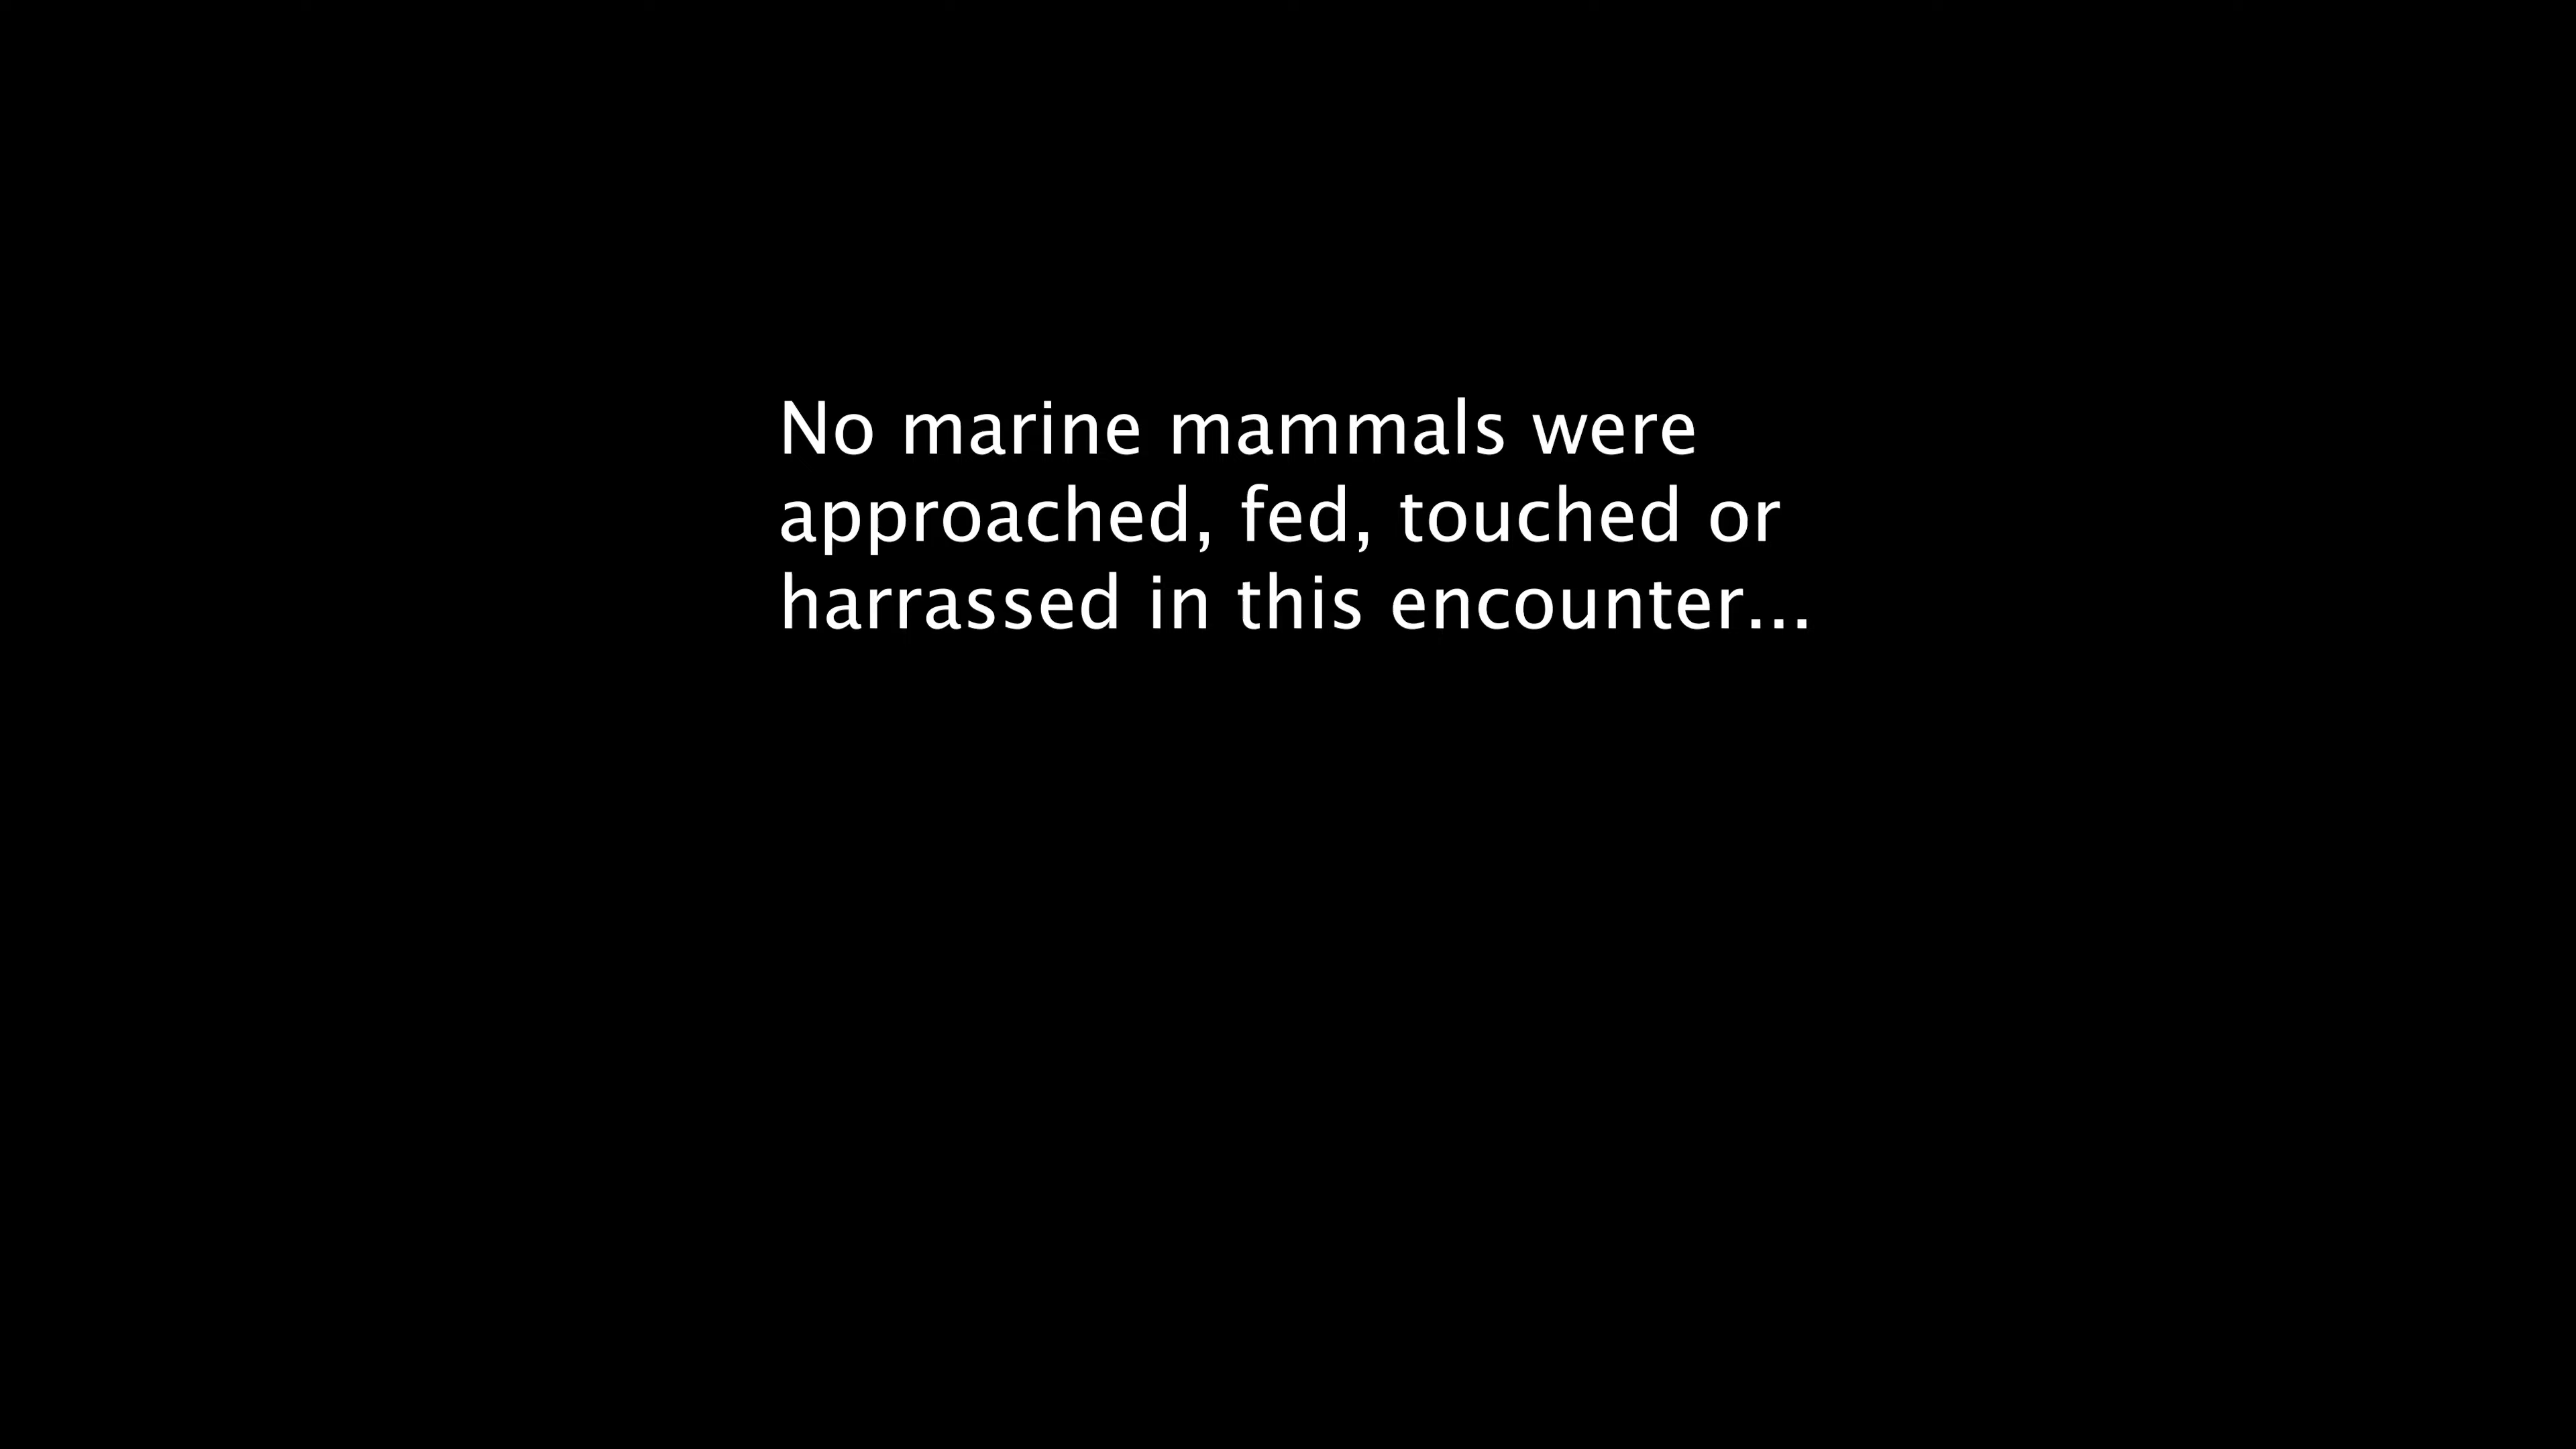 No marine mammals were
approached, fed, touched or
harrassed in this encounter...